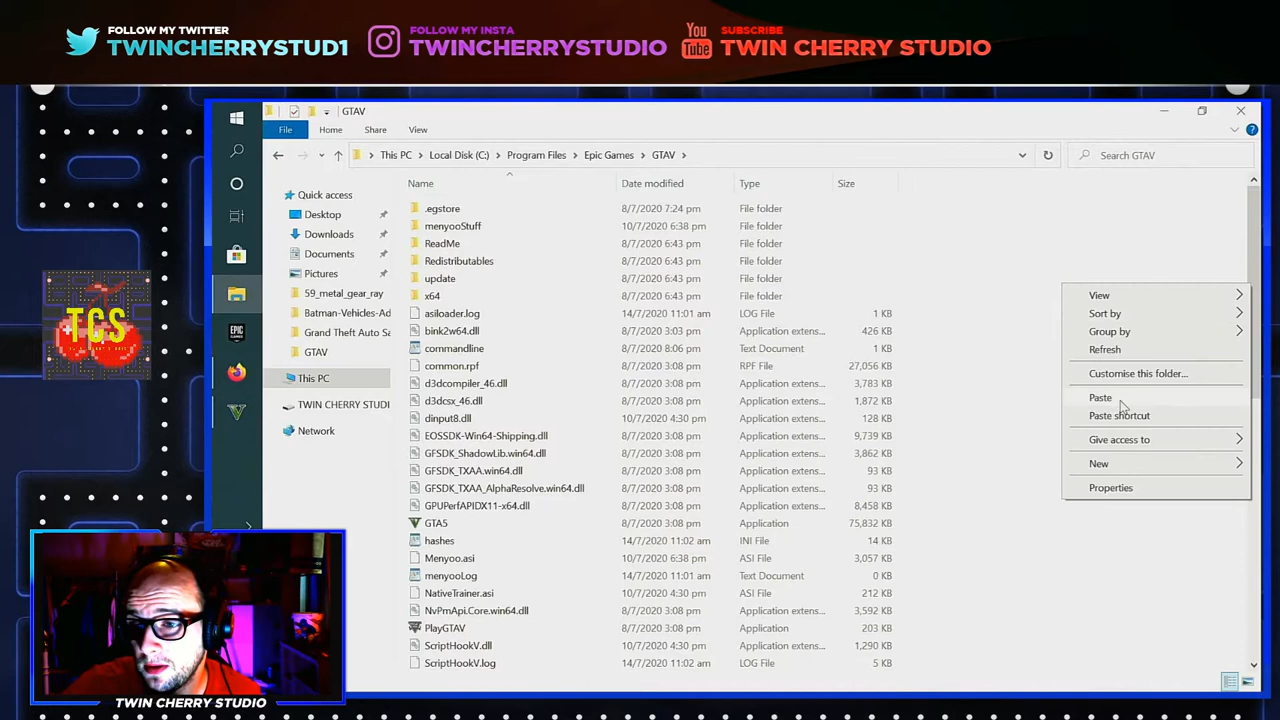 FOLLOW MY TWITTER
TWINCHERRYSTUD1
FOLLOW MY INSTA
TWINCHERRYSTUDIO
You
Tube
SUBSCRIBE
TWIN CHERRY STUDIO
GTAV
File Home Share View
This PC > Local Disk (C:) > Program Files > Epic Games > GTAV >
Search GTAV
Quick access
Desktop
Downloads
Documents
Pictures
59_metal_gear_ray
Batman-Vehicles-Ad
Grand Theft Auto Sa
GTAV
This PC
TWIN CHERRY STUDI
Network
EPIC
GAMES
Name Date modified Type Size
.egstore 8/7/2020 7:24 pm File folder
menyooStuff 10/7/2020 6:38 pm File folder
ReadMe 8/7/2020 6:43 pm File folder
Redistributables 8/7/2020 6:43 pm File folder
update 8/7/2020 6:43 pm File folder
x64 8/7/2020 6:43 pm File folder
asiloader.log 14/7/2020 11:01 am LOG File 1 KB
bink2w64.dll 8/7/2020 3:03 pm Application extens... 426 KB
commandline 8/7/2020 8:06 pm Text Document 1 KB
common.rpf 8/7/2020 3:08 pm RPF File 27,056 KB
d3dcompiler_46.dll 8/7/2020 3:08 pm Application extens... 3,783 KB
d3dcsx_46.dll 8/7/2020 3:08 pm Application extens... 1,872 KB
dinput8.dll 10/7/2020 4:30 pm Application extens... 128 KB
EOSSDK-Win64-Shipping.dll 8/7/2020 3:08 pm Application extens... 9,739 KB
GFSDK_ShadowLib.win64.dll 8/7/2020 3:08 pm Application extens... 3,862 KB
GFSDK_TXAA.win64.dll 8/7/2020 3:08 pm Application extens... 93 KB
GFSDK_TXAA_AlphaResolve.win64.dll 8/7/2020 3:08 pm Application extens... 93 KB
GPUPerfAPIDX11-x64.dll 8/7/2020 3:08 pm Application extens... 8,458 KB
GTA5 8/7/2020 3:08 pm Application 75,832 KB
hashes 14/7/2020 11:02 am INI File 14 KB
Menyoo.asi 10/7/2020 6:38 pm ASI File 3,057 KB
menyooLog 14/7/2020 11:01 am Text Document 0 KB
NativeTrainer.asi 8/7/2020 3:08 pm ASI File 212 KB
NvPmApi.Core.win64.dll 8/7/2020 3:08 pm Application extens... 3,592 KB
PlayGTAV 8/7/2020 3:08 pm Application 203 KB
ScriptHookV.dll 10/7/2020 4:30 pm Application extens... 1,290 KB
ScriptHookV.log 14/7/2020 11:02 am LOG File 5 KB
View
Sort by
Group by
Refresh
Customise this folder...
Paste
Paste shortcut
Give access to
New
Properties
TCS
TWIN CHERRY STUDIO